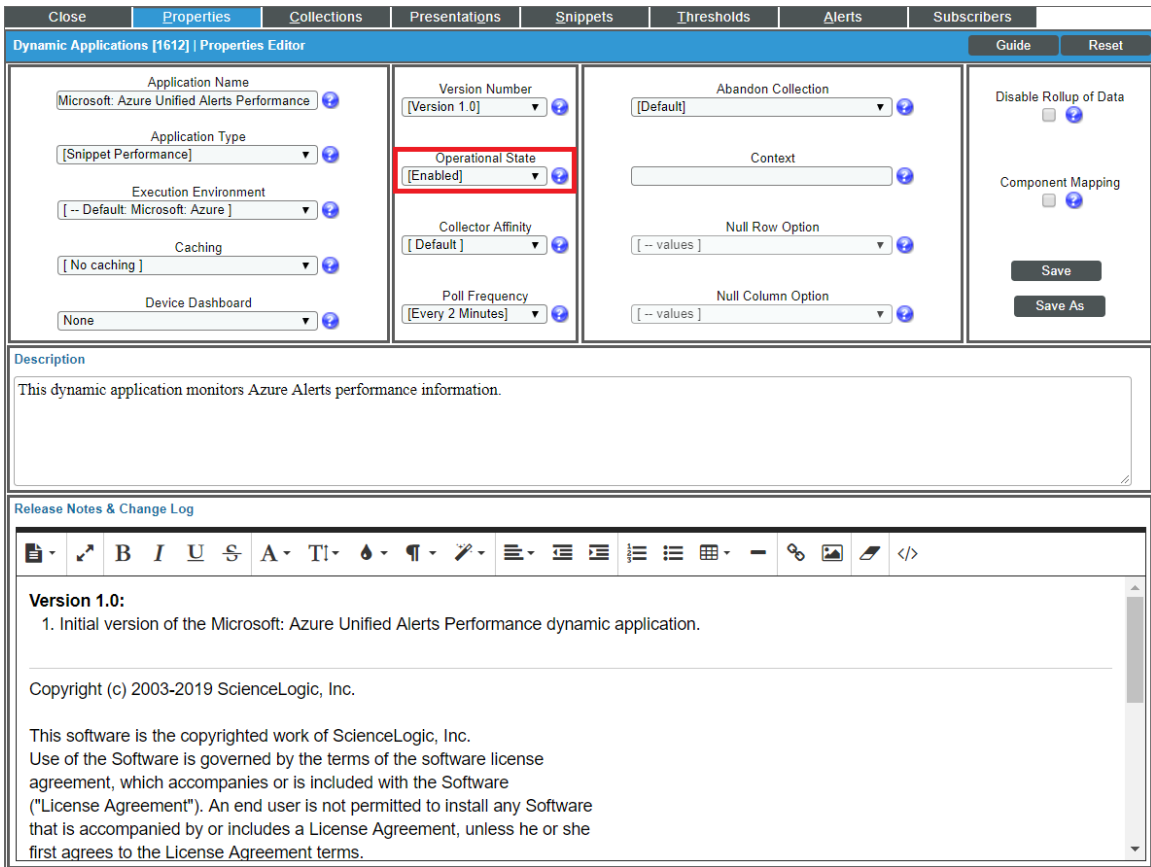 Close Properties Collections Presentations Snippets Thresholds Alerts Subscribers
Dynamic Applications [1612] | Properties Editor Guide Reset
Application Name
Microsoft: Azure Unified Alerts Performance
Application Type
[Snippet Performance]
Execution Environment
[ -- Default: Microsoft: Azure ]
Caching
[ No caching ]
Device Dashboard
None
Version Number
[Version 1.0]
Operational State
[Enabled]
Collector Affinity
[ Default ]
Poll Frequency
[Every 2 Minutes]
Abandon Collection
[Default]
Context
Null Row Option
[ -- values ]
Null Column Option
[ -- values ]
Disable Rollup of Data
Component Mapping
Save
Save As
Description
This dynamic application monitors Azure Alerts performance information.
Release Notes & Change Log
Version 1.0:
1. Initial version of the Microsoft: Azure Unified Alerts Performance dynamic application.
Copyright (c) 2003-2019 ScienceLogic, Inc.
This software is the copyrighted work of ScienceLogic, Inc.
Use of the Software is governed by the terms of the software license
agreement, which accompanies or is included with the Software
("License Agreement"). An end user is not permitted to install any Software
that is accompanied by or includes a License Agreement, unless he or she
first agrees to the License Agreement terms.